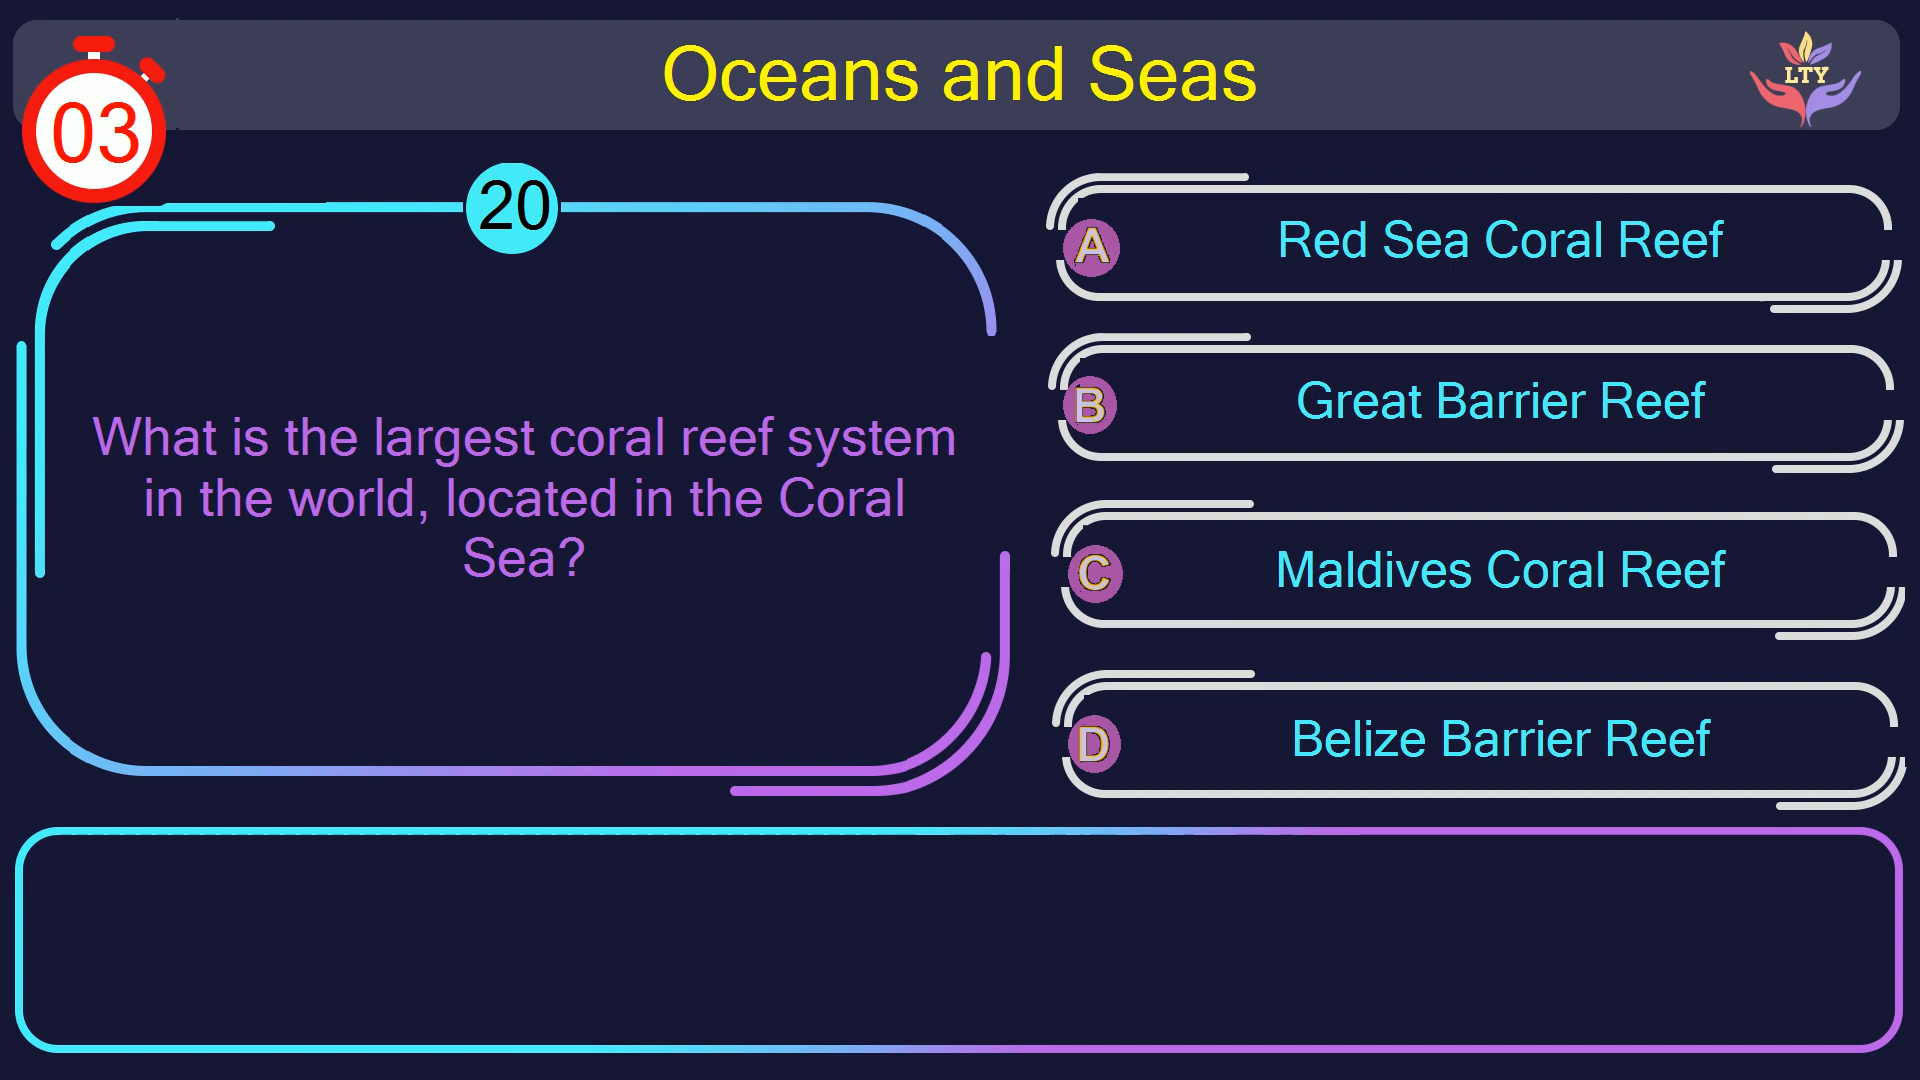 Oceans and Seas
LTY
03
20
What is the largest coral reef system
in the world, located in the Coral
Sea?
A
Red Sea Coral Reef
B
Great Barrier Reef
C
Maldives Coral Reef
D
Belize Barrier Reef